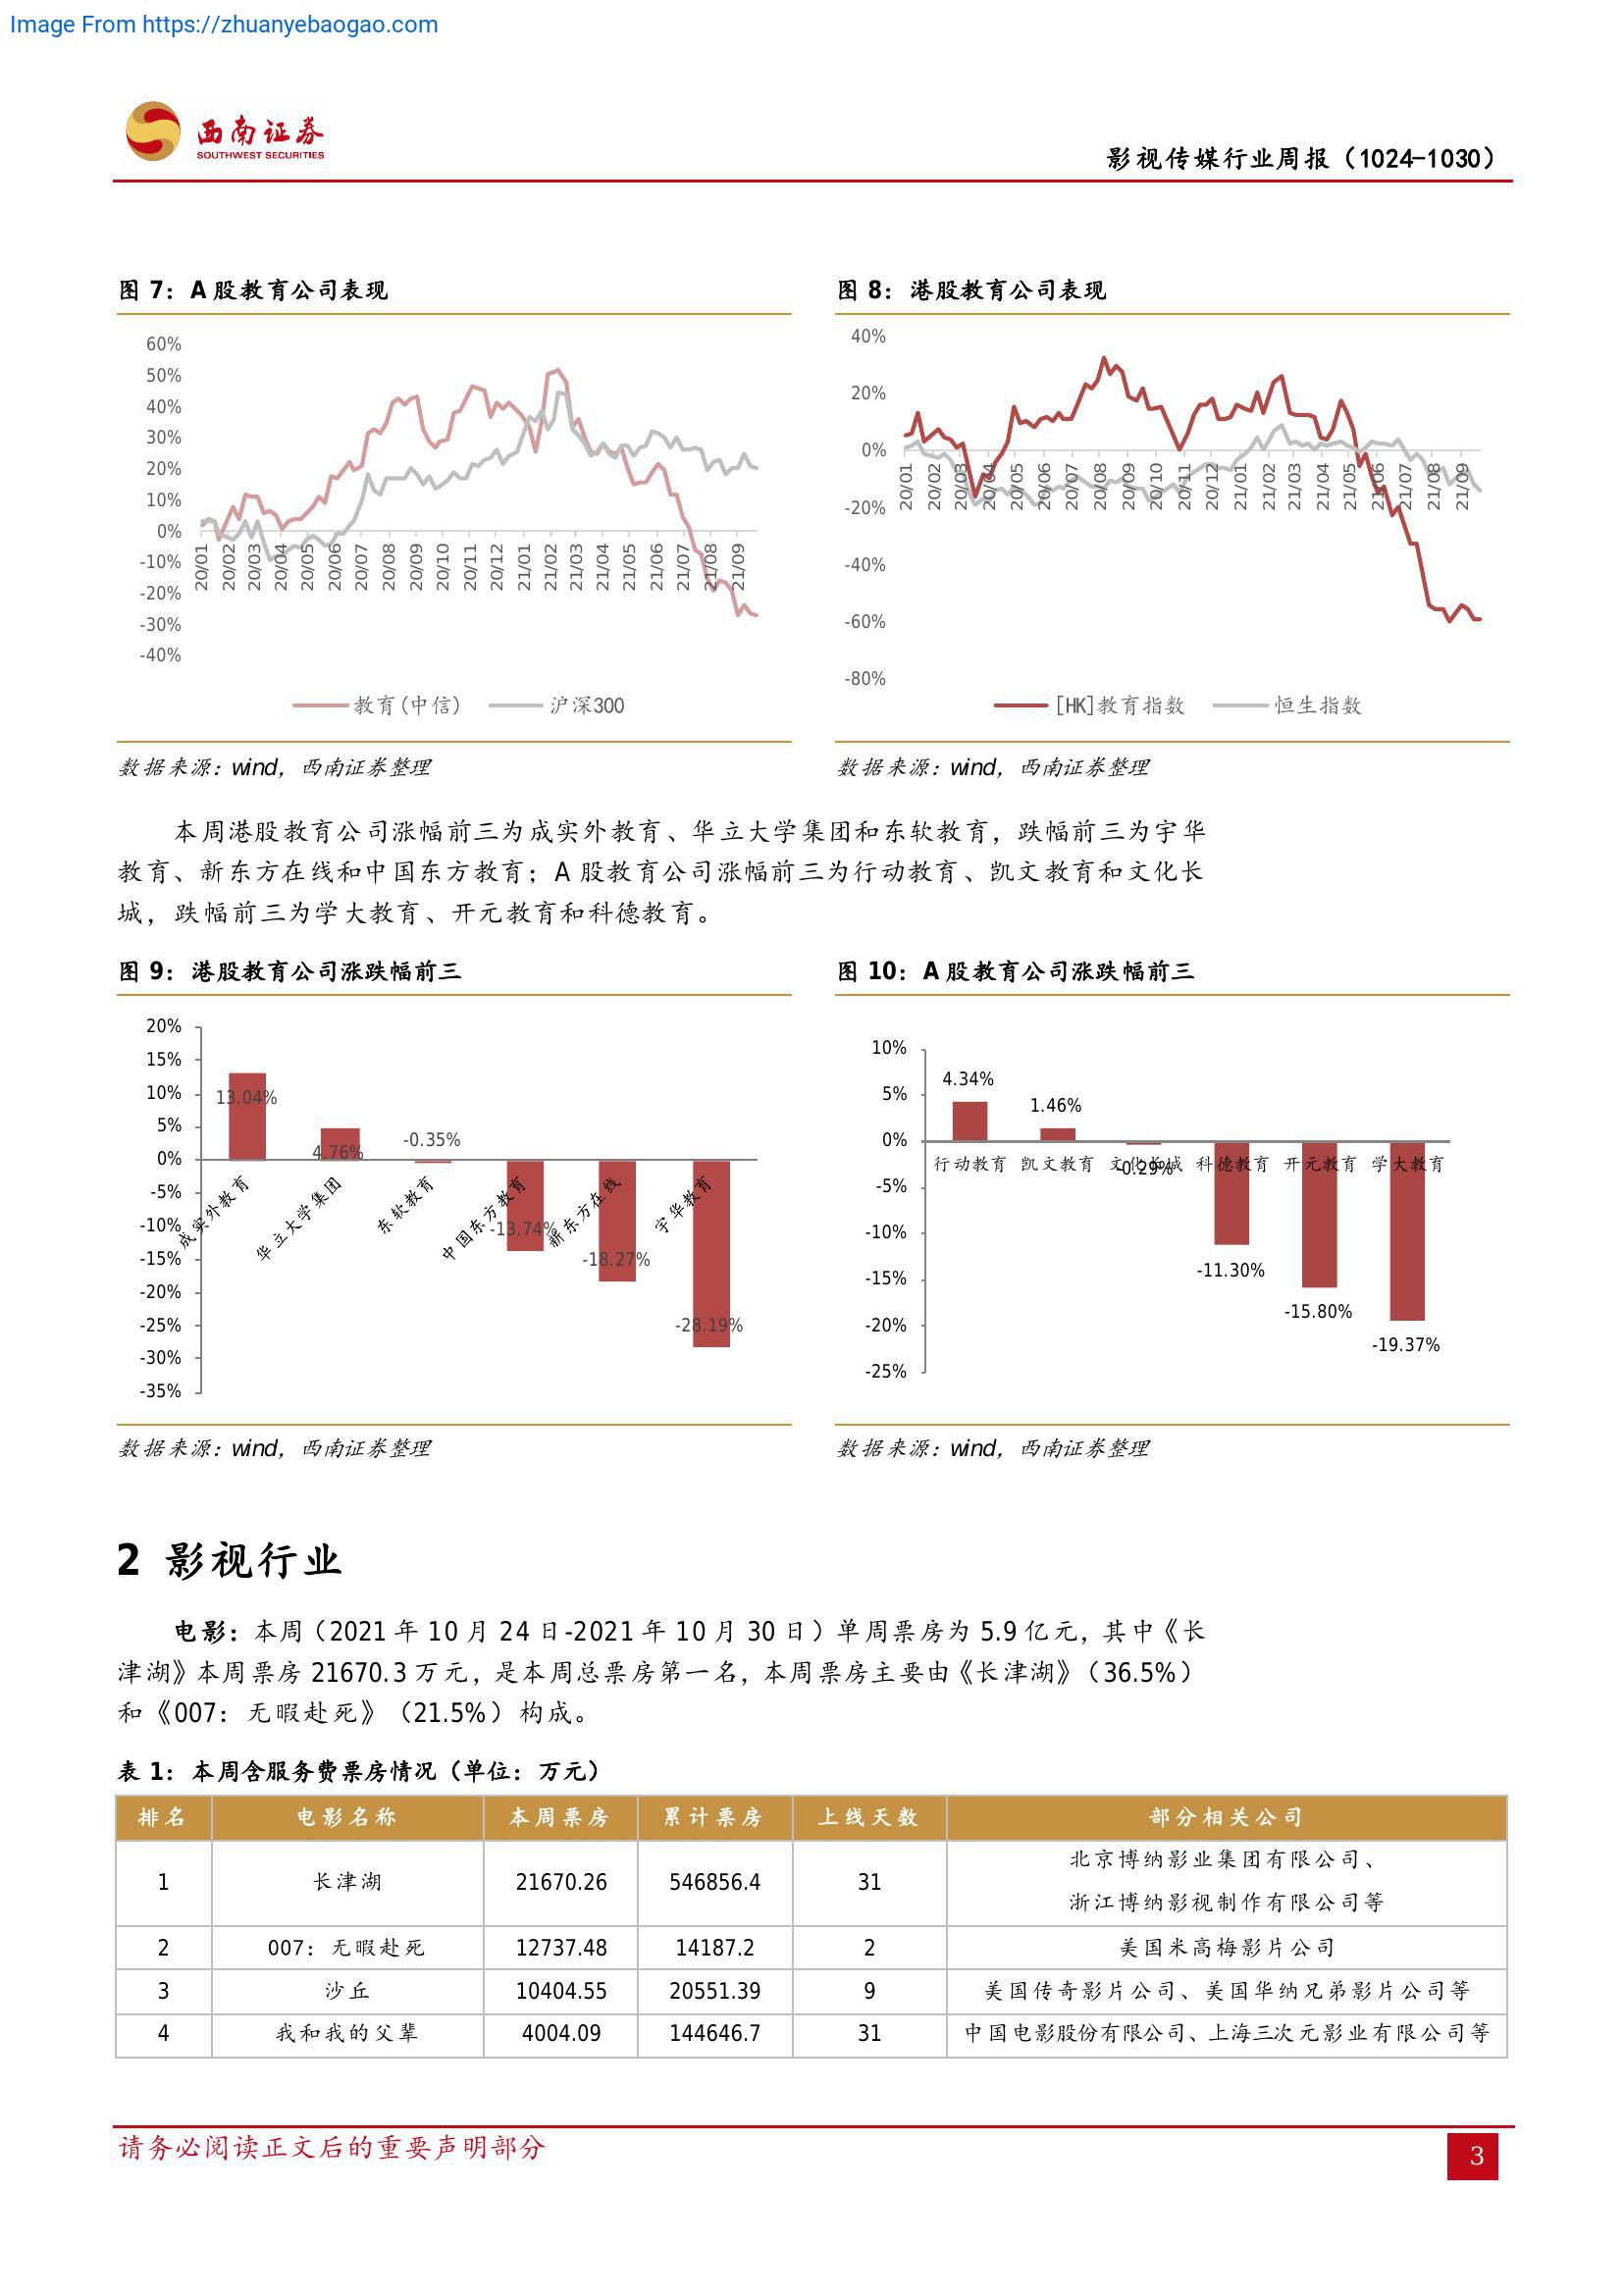 Image From https://zhuanyebaogao.com
西南证券
SOUTHWEST SECURITIES
影视传媒行业周报（1024-1030）
图 7：A 股教育公司表现
60%
50%
40%
30%
20%
10%
0%
-10%
-20%
-30%
-40%
20/01 20/02 20/03 20/04 20/05 20/06 20/07 20/08 20/09 20/10 20/11 20/12 21/01 21/02 21/03 21/04 21/05 21/06 21/07 21/08 21/09
教育(中信) 沪深300
数据来源：wind，西南证券整理
图 8：港股教育公司表现
40%
20%
0%
-20%
-40%
-60%
-80%
20/01 20/02 20/03 20/04 20/05 20/06 20/07 20/08 20/09 20/10 20/11 20/12 21/01 21/02 21/03 21/04 21/05 21/06 21/07 21/08 21/09
[HK]教育指数 恒生指数
数据来源：wind，西南证券整理
本周港股教育公司涨幅前三为成实外教育、华立大学集团和东软教育，跌幅前三为宇华
教育、新东方在线和中国东方教育；A 股教育公司涨幅前三为行动教育、凯文教育和文化长
城，跌幅前三为学大教育、开元教育和科德教育。
图 9：港股教育公司涨跌幅前三
20%
15%
10%
5%
0%
-5%
-10%
-15%
-20%
-25%
-30%
-35%
13.04% 4.76% -0.35% -13.74% -18.27% -28.19%
成实外教育 华立大学集团 东软教育 中国东方教育 新东方在线 宇华教育
数据来源：wind，西南证券整理
图 10：A 股教育公司涨跌幅前三
10%
5%
0%
-5%
-10%
-15%
-20%
-25%
4.34% 1.46% -0.29% -11.30% -15.80% -19.37%
行动教育 凯文教育 文化长城 科德教育 开元教育 学大教育
数据来源：wind，西南证券整理
2 影视行业
电影：本周（2021 年 10 月 24 日-2021 年 10 月 30 日）单周票房为 5.9 亿元，其中《长
津湖》本周票房 21670.3 万元，是本周总票房第一名，本周票房主要由《长津湖》（36.5%）
和《007：无暇赴死》（21.5%）构成。
表 1：本周含服务费票房情况（单位：万元）
排名 电影名称 本周票房 累计票房 上线天数 部分相关公司
1 长津湖 21670.26 546856.4 31 北京博纳影业集团有限公司、
浙江博纳影视制作有限公司等
2 007：无暇赴死 12737.48 14187.2 2 美国米高梅影片公司
3 沙丘 10404.55 20551.39 9 美国传奇影片公司、美国华纳兄弟影片公司等
4 我和我的父辈 4004.09 144646.7 31 中国电影股份有限公司、上海三次元影业有限公司等
请务必阅读正文后的重要声明部分
3